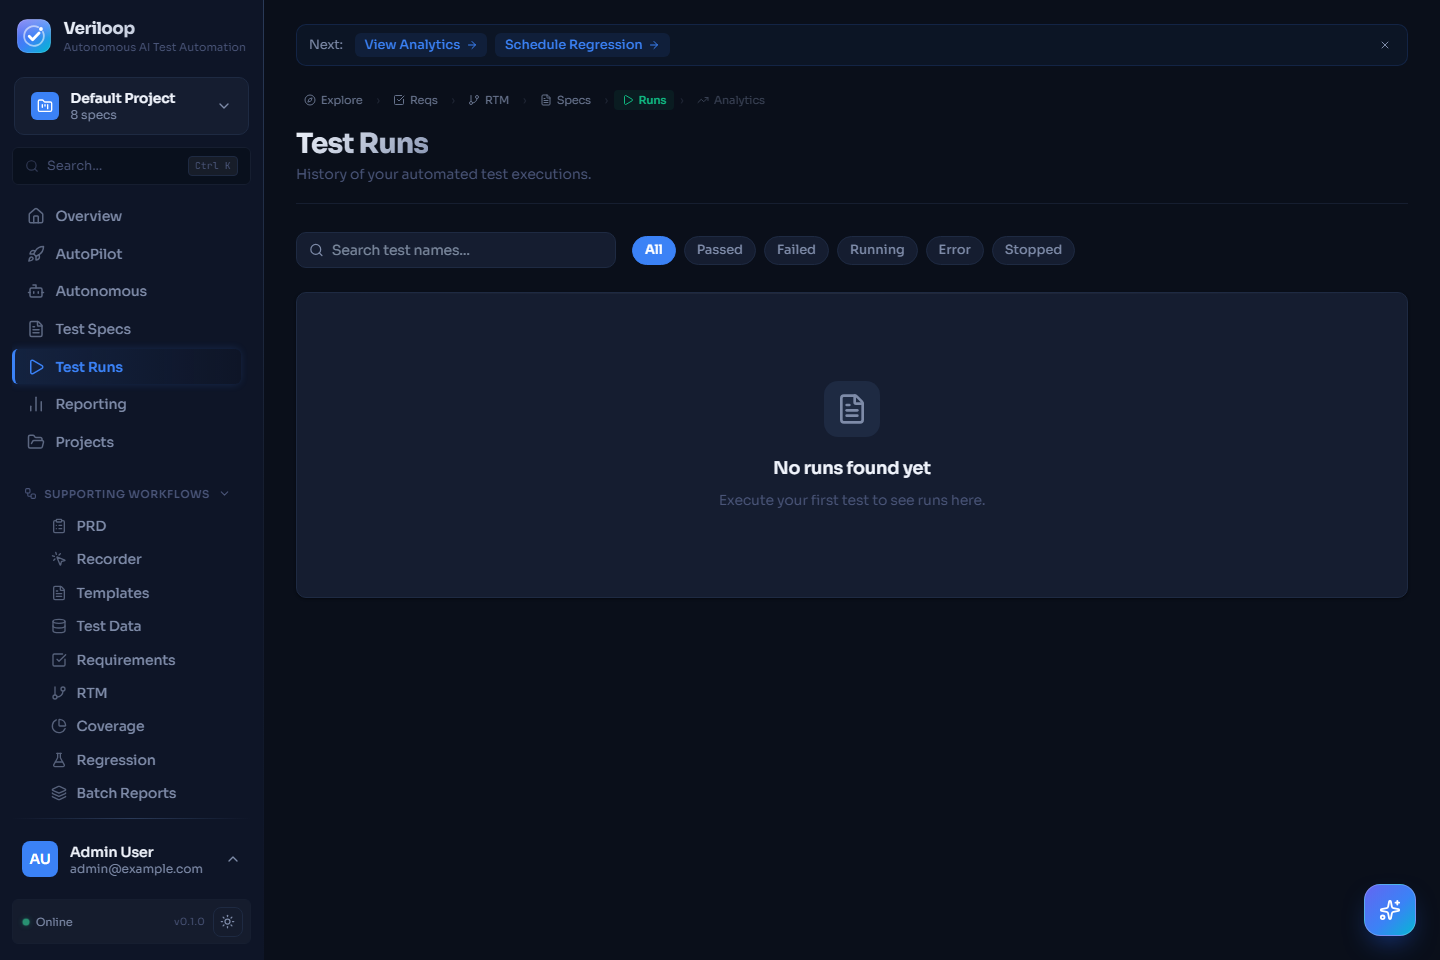 Veriloop
Autonomous AI Test Automation
Default Project
8 specs
Search...
Ctrl K
Overview
AutoPilot
Autonomous
Test Specs
Test Runs
Reporting
Projects
SUPPORTING WORKFLOWS
PRD
Recorder
Templates
Test Data
Requirements
RTM
Coverage
Regression
Batch Reports
AU
Admin User
admin@example.com
Online
v0.1.0
Next: View Analytics → Schedule Regression →
Explore › Reqs › RTM › Specs › Runs › Analytics
Test Runs
History of your automated test executions.
Search test names...
All Passed Failed Running Error Stopped
No runs found yet
Execute your first test to see runs here.